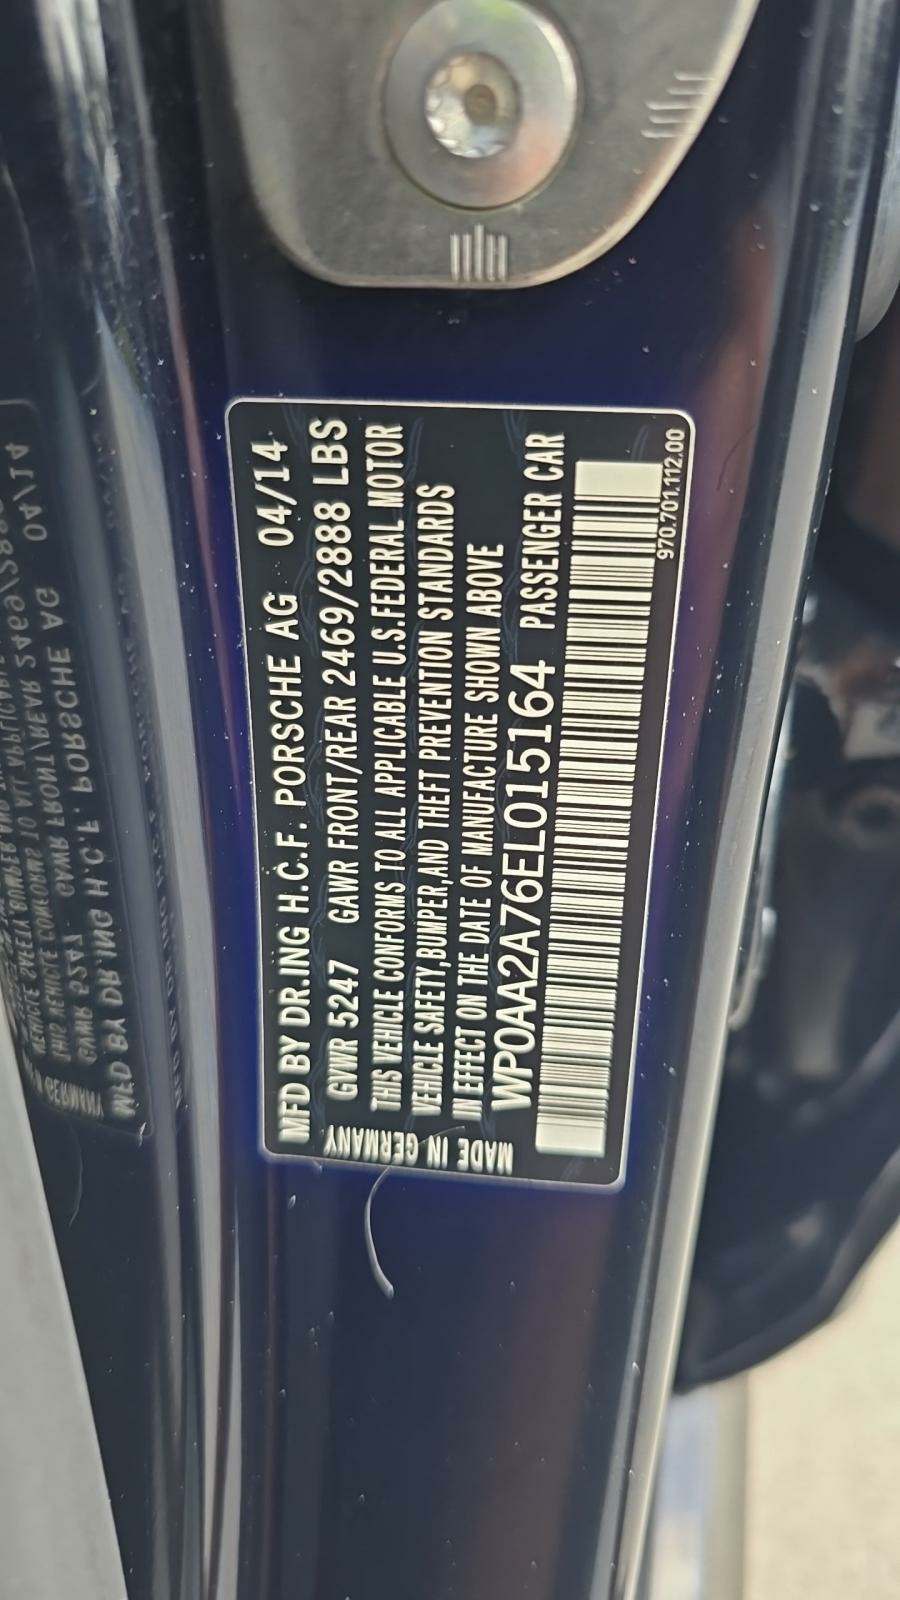 MFD BY DR.ING H.C.F. PORSCHE AG 04/14
GVWR 5247 GAWR FRONT/REAR 2469/2888 LBS
THIS VEHICLE CONFORMS TO ALL APPLICABLE U.S.FEDERAL MOTOR
VEHICLE SAFETY,BUMPER,AND THEFT PREVENTION STANDARDS
IN EFFECT ON THE DATE OF MANUFACTURE SHOWN ABOVE
WP0AA2A76EL015164 PASSENGER CAR
MADE IN GERMANY
970.701.112.00